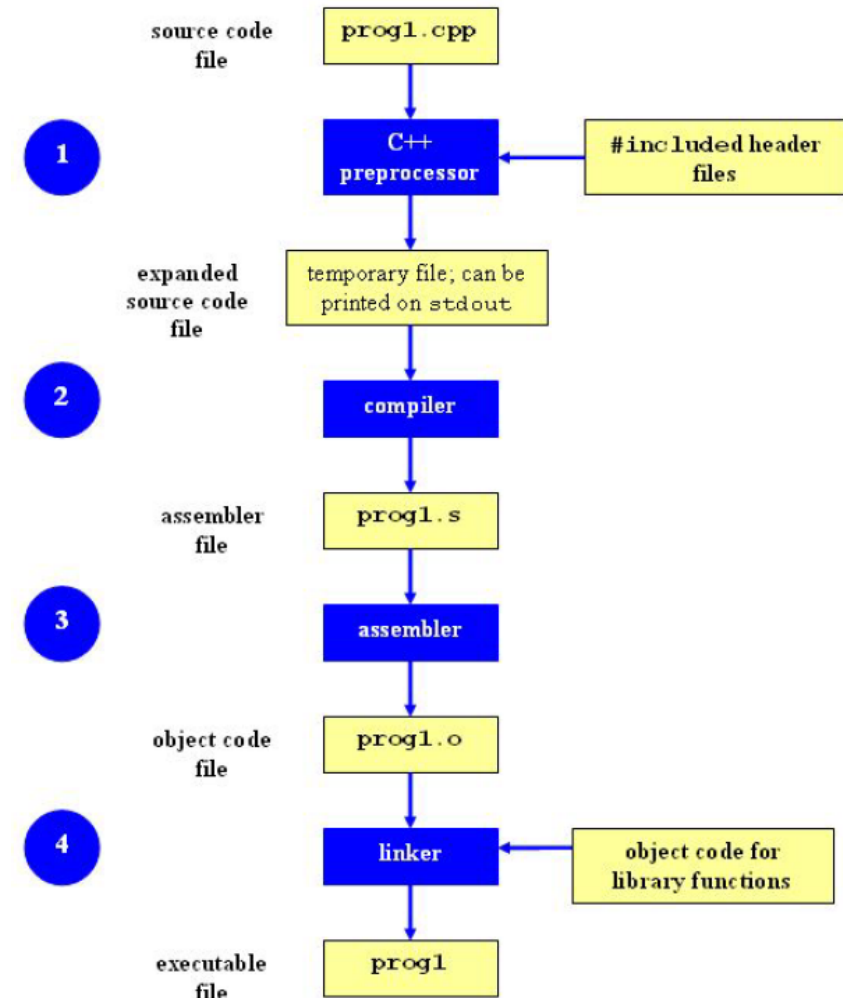 source code
file
prog1.cpp
1
C++
preprocessor
#included header
files
expanded
source code
file
temporary file; can be
printed on stdout
2
compiler
assembler
file
prog1.s
3
assembler
object code
file
prog1.o
4
linker
object code for
library functions
executable
file
prog1